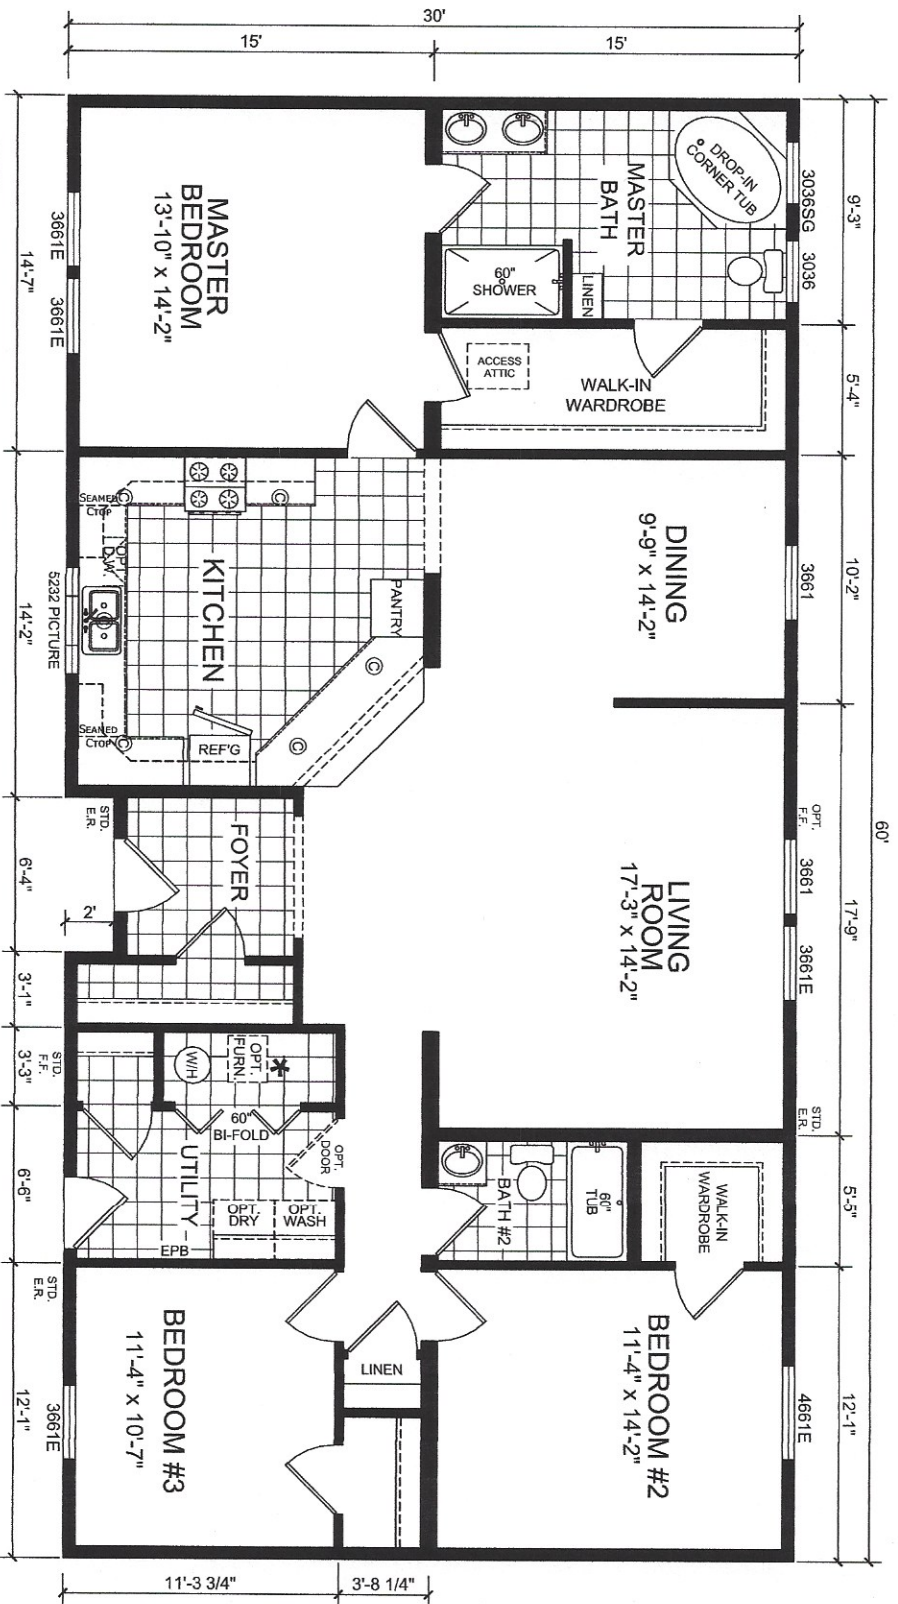 30'
15'
15'
60'
9'-3"
5'-4"
10'-2"
17'-9"
5'-5"
12'-1"
3036SG
3036
3661
OPT.
F.F.
3661
3661E
STD.
E.R.
4661E
DROP-IN
CORNER TUB
MASTER
BATH
60"
SHOWER
LINEN
ACCESS
ATTIC
WALK-IN
WARDROBE
MASTER
BEDROOM
13'-10" x 14'-2"
3661E
3661E
14'-7"
DINING
9'-9" x 14'-2"
KITCHEN
PANTRY
SEAMED
CTOP
C
C
OPT
D.W.
C
C
SEAMED
CTOP
C
REF'G
5232 PICTURE
14'-2"
LIVING
ROOM
17'-3" x 14'-2"
FOYER
STD.
E.R.
6'-4"
2'
3'-1"
STD.
F.F.
3'-3"
W/H
OPT.
FURN.
*
60"
BI-FOLD
OPT.
DOOR
UTILITY
OPT.
DRY
OPT.
WASH
EPB
6'-6"
BATH #2
60"
TUB
WALK-IN
WARDROBE
STD.
E.R.
BEDROOM #3
11'-4" x 10'-7"
3661E
12'-1"
LINEN
BEDROOM #2
11'-4" x 14'-2"
11'-3 3/4"
3'-8 1/4"